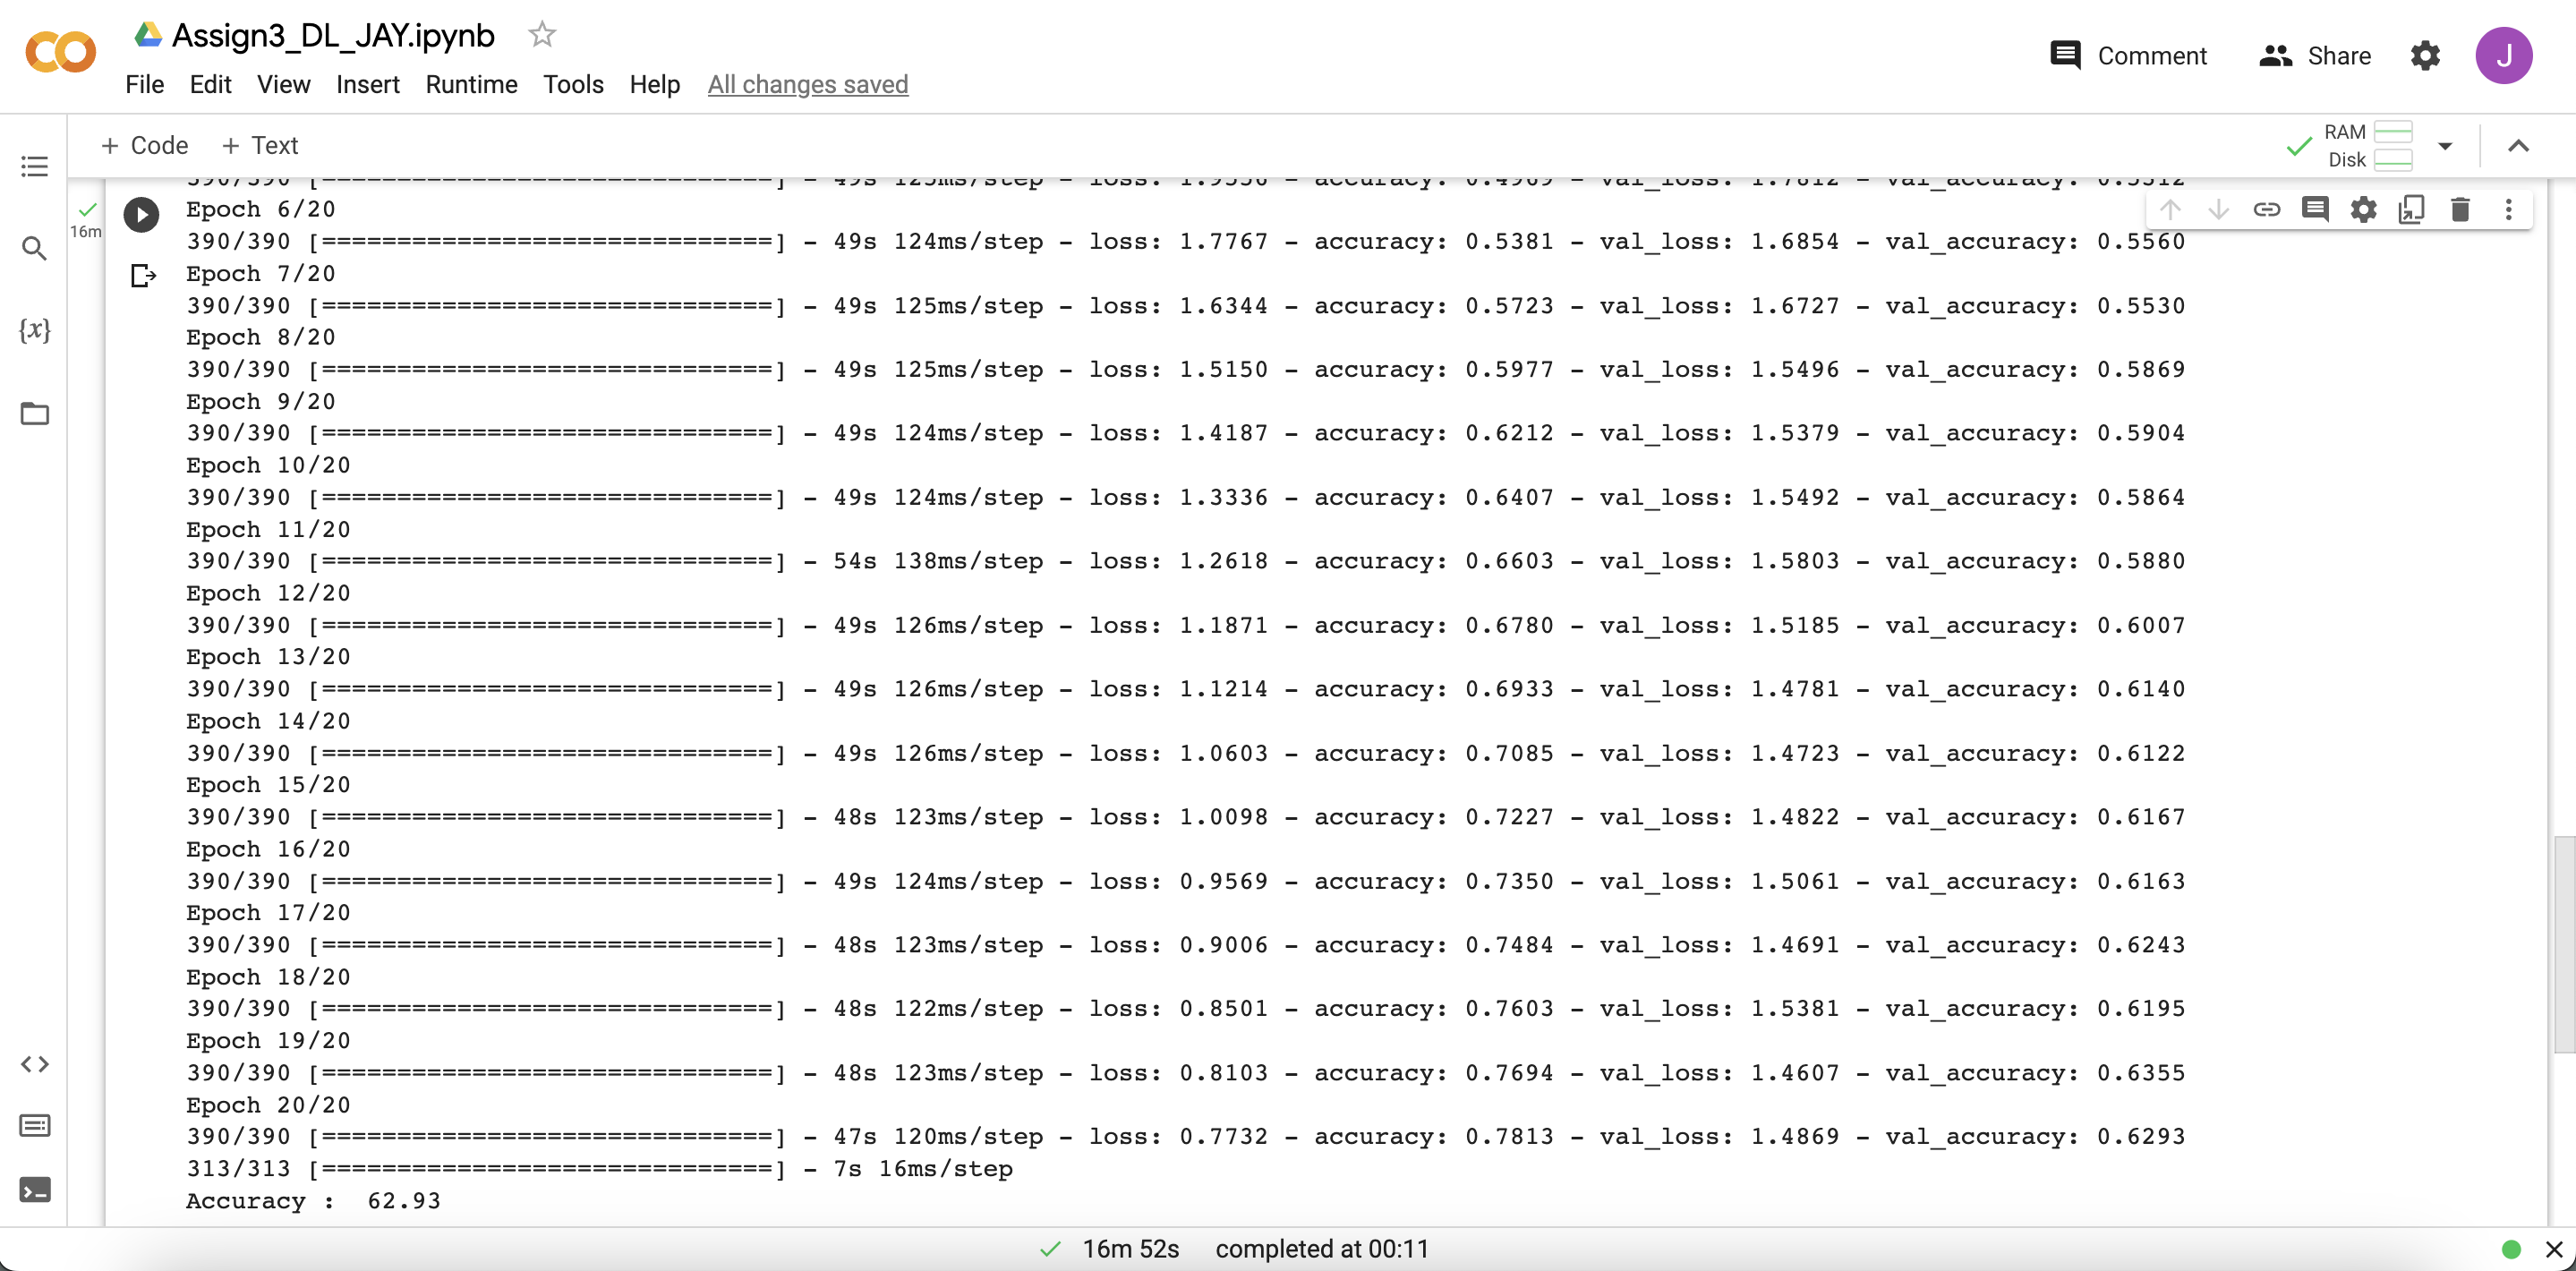 Assign3_DL_JAY.ipynb
Comment
Share
J
File Edit View Insert Runtime Tools Help All changes saved
+ Code + Text
RAM
Disk
16m
{x}
Epoch 6/20
390/390 [==============================] - 49s 124ms/step - loss: 1.7767 - accuracy: 0.5381 - val_loss: 1.6854 - val_accuracy: 0.5560
Epoch 7/20
390/390 [==============================] - 49s 125ms/step - loss: 1.6344 - accuracy: 0.5723 - val_loss: 1.6727 - val_accuracy: 0.5530
Epoch 8/20
390/390 [==============================] - 49s 125ms/step - loss: 1.5150 - accuracy: 0.5977 - val_loss: 1.5496 - val_accuracy: 0.5869
Epoch 9/20
390/390 [==============================] - 49s 124ms/step - loss: 1.4187 - accuracy: 0.6212 - val_loss: 1.5379 - val_accuracy: 0.5904
Epoch 10/20
390/390 [==============================] - 49s 124ms/step - loss: 1.3336 - accuracy: 0.6407 - val_loss: 1.5492 - val_accuracy: 0.5864
Epoch 11/20
390/390 [==============================] - 54s 138ms/step - loss: 1.2618 - accuracy: 0.6603 - val_loss: 1.5803 - val_accuracy: 0.5880
Epoch 12/20
390/390 [==============================] - 49s 126ms/step - loss: 1.1871 - accuracy: 0.6780 - val_loss: 1.5185 - val_accuracy: 0.6007
Epoch 13/20
390/390 [==============================] - 49s 126ms/step - loss: 1.1214 - accuracy: 0.6933 - val_loss: 1.4781 - val_accuracy: 0.6140
Epoch 14/20
390/390 [==============================] - 49s 126ms/step - loss: 1.0603 - accuracy: 0.7085 - val_loss: 1.4723 - val_accuracy: 0.6122
Epoch 15/20
390/390 [==============================] - 48s 123ms/step - loss: 1.0098 - accuracy: 0.7227 - val_loss: 1.4822 - val_accuracy: 0.6167
Epoch 16/20
390/390 [==============================] - 49s 124ms/step - loss: 0.9569 - accuracy: 0.7350 - val_loss: 1.5061 - val_accuracy: 0.6163
Epoch 17/20
390/390 [==============================] - 48s 123ms/step - loss: 0.9006 - accuracy: 0.7484 - val_loss: 1.4691 - val_accuracy: 0.6243
Epoch 18/20
390/390 [==============================] - 48s 122ms/step - loss: 0.8501 - accuracy: 0.7603 - val_loss: 1.5381 - val_accuracy: 0.6195
Epoch 19/20
390/390 [==============================] - 48s 123ms/step - loss: 0.8103 - accuracy: 0.7694 - val_loss: 1.4607 - val_accuracy: 0.6355
Epoch 20/20
390/390 [==============================] - 47s 120ms/step - loss: 0.7732 - accuracy: 0.7813 - val_loss: 1.4869 - val_accuracy: 0.6293
313/313 [==============================] - 7s 16ms/step
Accuracy : 62.93
16m 52s completed at 00:11